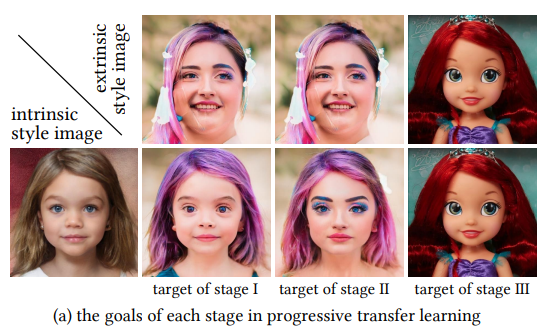 extrinsic
style image
intrinsic
style image
target of stage I
target of stage II
target of stage III
(a) the goals of each stage in progressive transfer learning